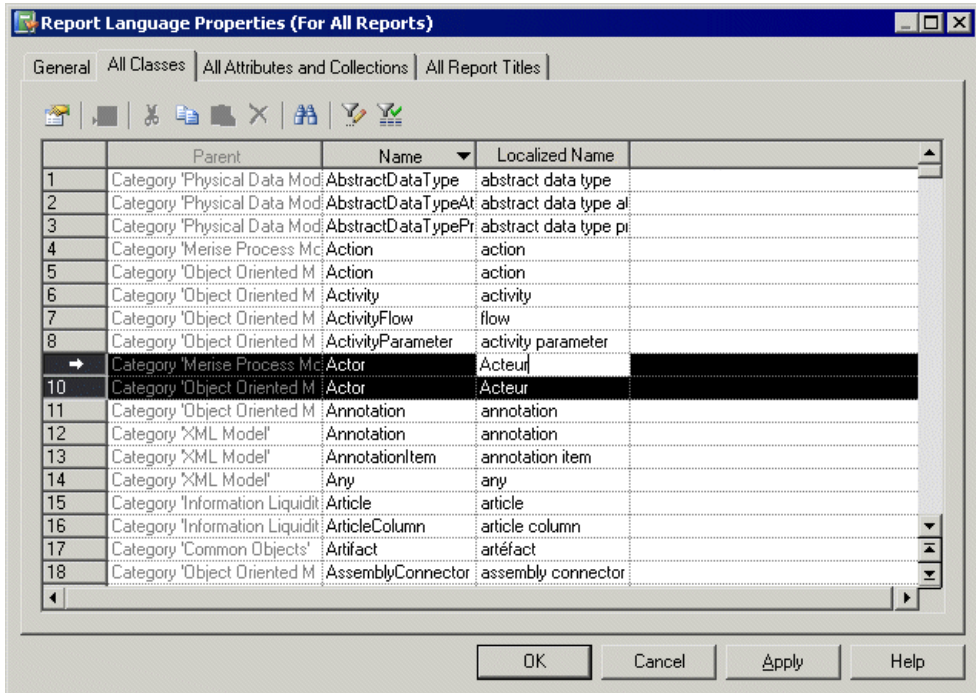 Report Language Properties (For All Reports)
General All Classes All Attributes and Collections All Report Titles
Parent Name Localized Name
1 Category 'Physical Data Mod AbstractDataType abstract data type
2 Category 'Physical Data Mod AbstractDataTypeAt abstract data type at
3 Category 'Physical Data Mod AbstractDataTypePr abstract data type pr
4 Category 'Merise Process Mo Action action
5 Category 'Object Oriented M Action action
6 Category 'Object Oriented M Activity activity
7 Category 'Object Oriented M ActivityFlow flow
8 Category 'Object Oriented M ActivityParameter activity parameter
Category 'Merise Process Mo Actor Acteur
10 Category 'Object Oriented M Actor Acteur
11 Category 'Object Oriented M Annotation annotation
12 Category 'XML Model' Annotation annotation
13 Category 'XML Model' AnnotationItem annotation item
14 Category 'XML Model' Any any
15 Category 'Information Liquidit Article article
16 Category 'Information Liquidit ArticleColumn article column
17 Category 'Common Objects' Artifact artéfact
18 Category 'Object Oriented M AssemblyConnector assembly connector
OK Cancel Apply Help